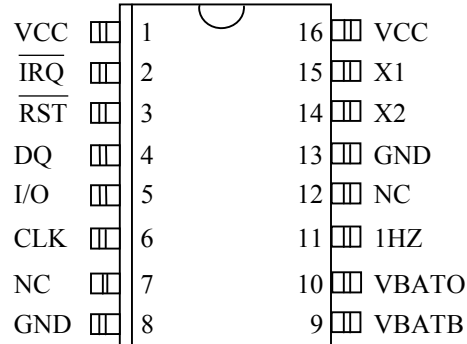 VCC 1 16 VCC
IRQ 2 15 X1
RST 3 14 X2
DQ 4 13 GND
I/O 5 12 NC
CLK 6 11 1HZ
NC 7 10 VBATO
GND 8 9 VBATB